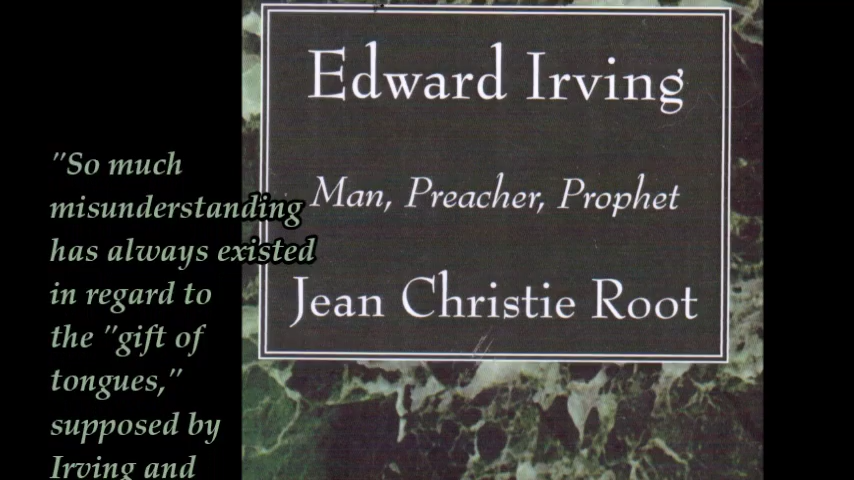 Edward Irving
Man, Preacher, Prophet
Jean Christie Root
"So much
misunderstanding
has always existed
in regard to
the "gift of
tongues,"
supposed by
Irving and